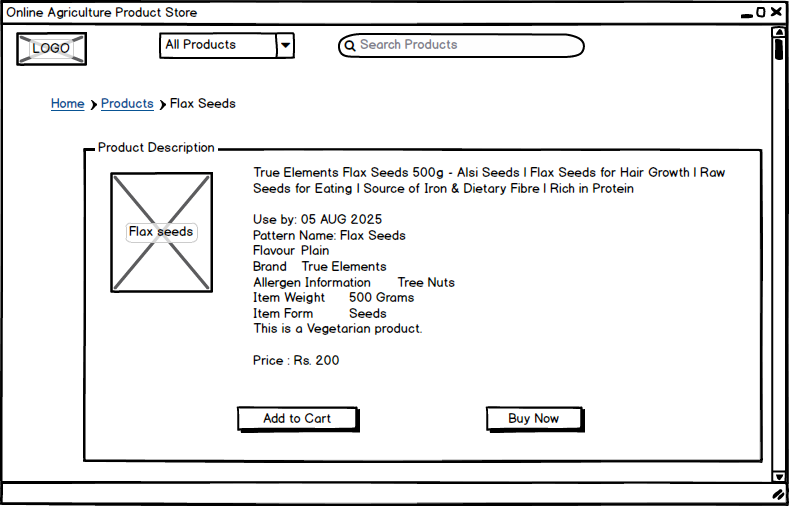 Online Agriculture Product Store
LOGO
All Products
Search Products
Home
Products
Flax Seeds
Product Description
Flax seeds
True Elements Flax Seeds 500g - Alsi Seeds | Flax Seeds for Hair Growth | Raw
Seeds for Eating | Source of Iron & Dietary Fibre | Rich in Protein
Use by: 05 AUG 2025
Pattern Name: Flax Seeds
Flavour Plain
Brand True Elements
Allergen Information Tree Nuts
Item Weight 500 Grams
Item Form Seeds
This is a Vegetarian product.
Price : Rs. 200
Add to Cart
Buy Now